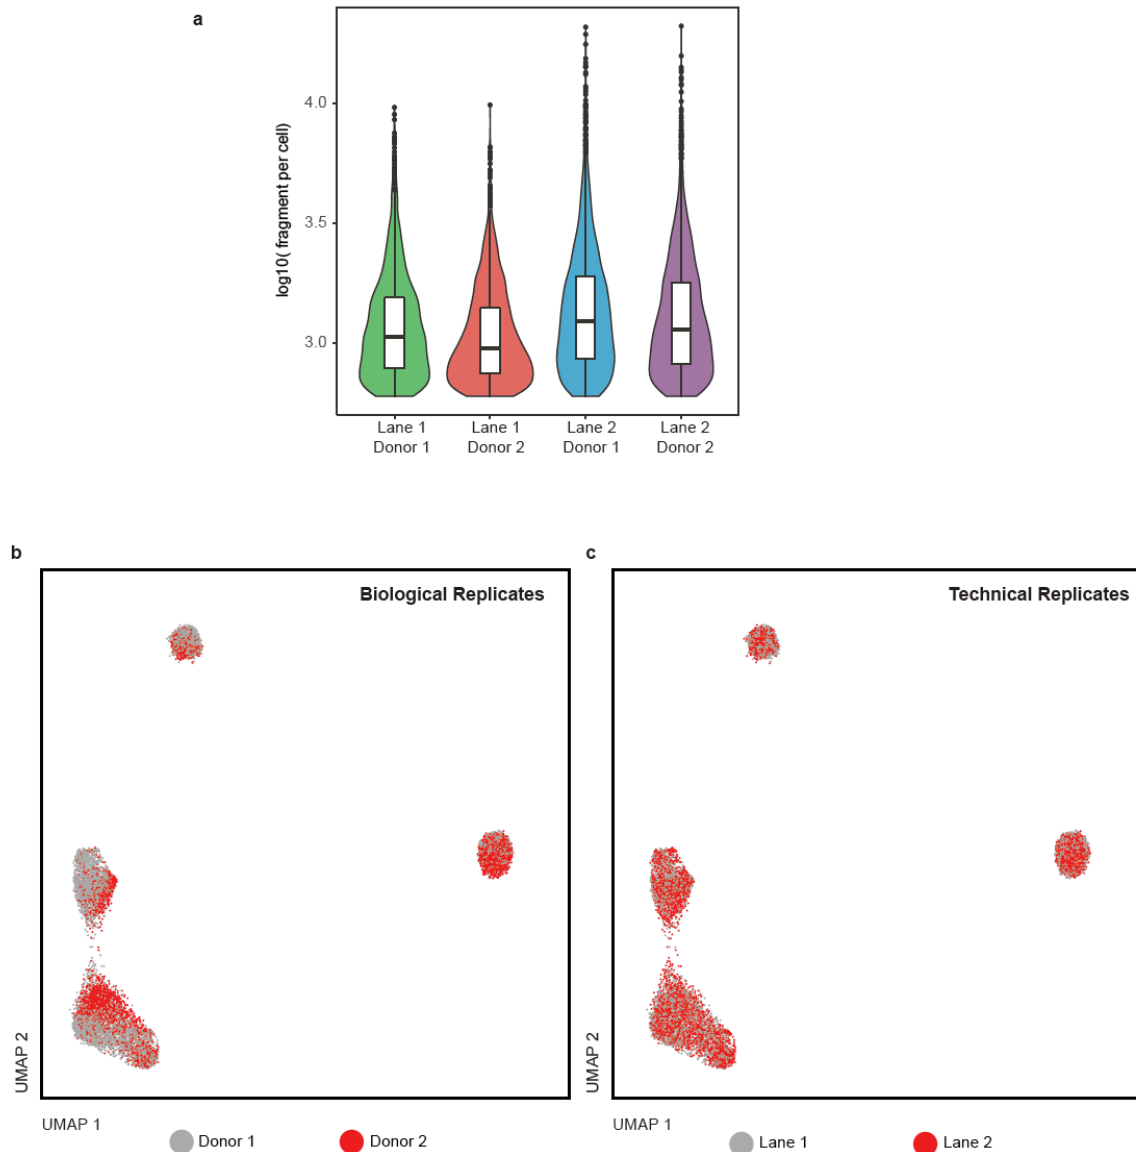 a
log10( fragment per cell)
4.0
3.5
3.0
Lane 1 Lane 1 Lane 2 Lane 2
Donor 1 Donor 2 Donor 1 Donor 2
b
c
Biological Replicates
Technical Replicates
UMAP 2
UMAP 2
UMAP 1
UMAP 1
Donor 1 Donor 2
Lane 1 Lane 2